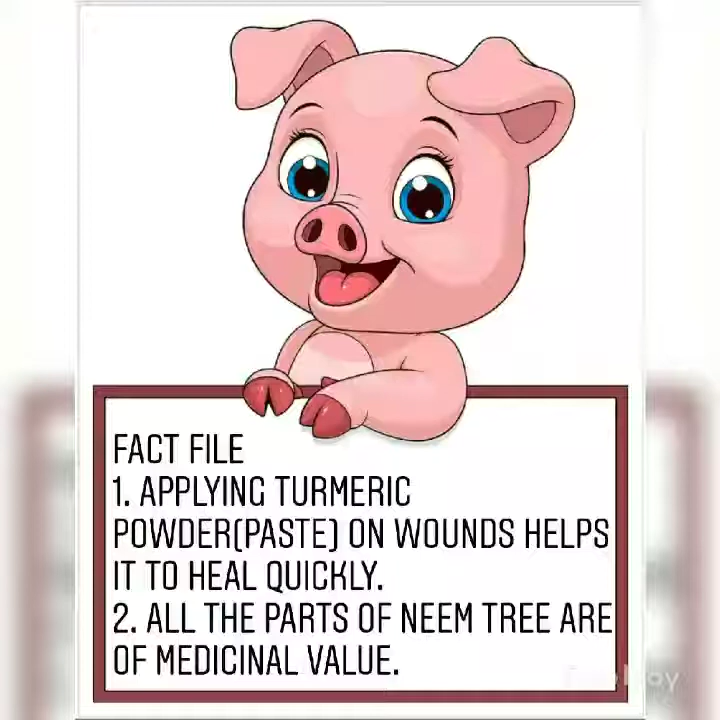 FACT FILE
1. APPLYING TURMERIC
POWDER(PASTE) ON WOUNDS HELPS
IT TO HEAL QUICKLY.
2. ALL THE PARTS OF NEEM TREE ARE
OF MEDICINAL VALUE.